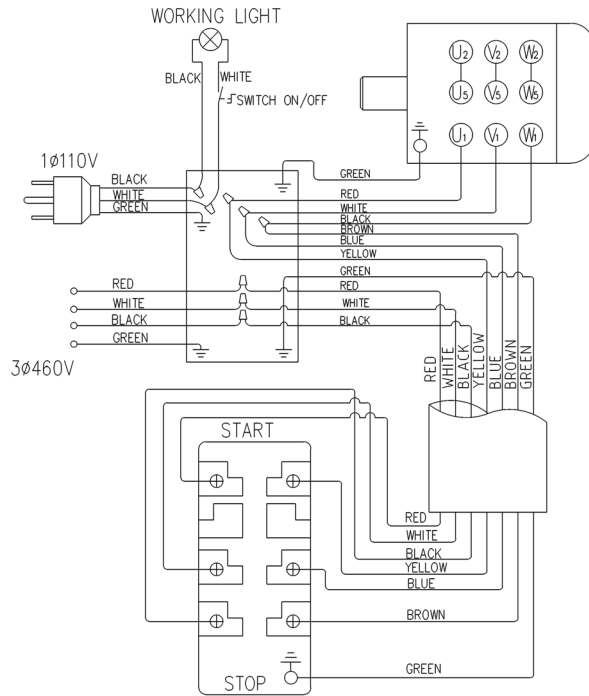 WORKING LIGHT
BLACK
WHITE
SWITCH ON/OFF
U2 V2 W2
U5 V5 W5
U1 V1 W1
1ø110V
BLACK
WHITE
GREEN
GREEN
RED
WHITE
BLACK
BROWN
BLUE
YELLOW
GREEN
RED
RED
WHITE
WHITE
BLACK
BLACK
GREEN
3ø460V
RED
WHITE
BLACK
YELLOW
BLUE
BROWN
GREEN
START
RED
WHITE
BLACK
YELLOW
BLUE
BROWN
GREEN
STOP